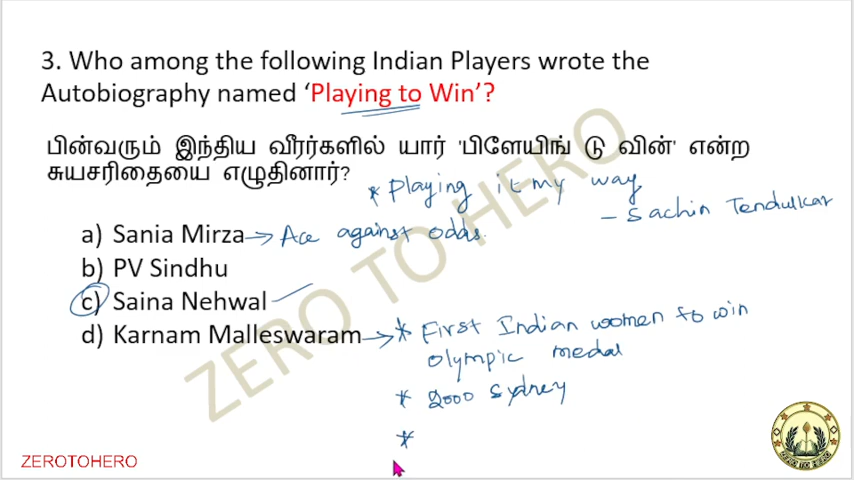 3. Who among the following Indian Players wrote the
Autobiography named ‘Playing to Win’?
பின்வரும் இந்திய வீரர்களில் யார் 'பிளேயிங் டு வின்' என்ற
சுயசரிதையை எழுதினார்?
* Playing it my way
- Sachin Tendulkar
a) Sania Mirza -> Ace against odds.
b) PV Sindhu
c) Saina Nehwal
d) Karnam Malleswaram -> * First Indian women to win
olympic medal
* 2000 Sydney
*
ZERO TO HERO
ZEROTOHERO